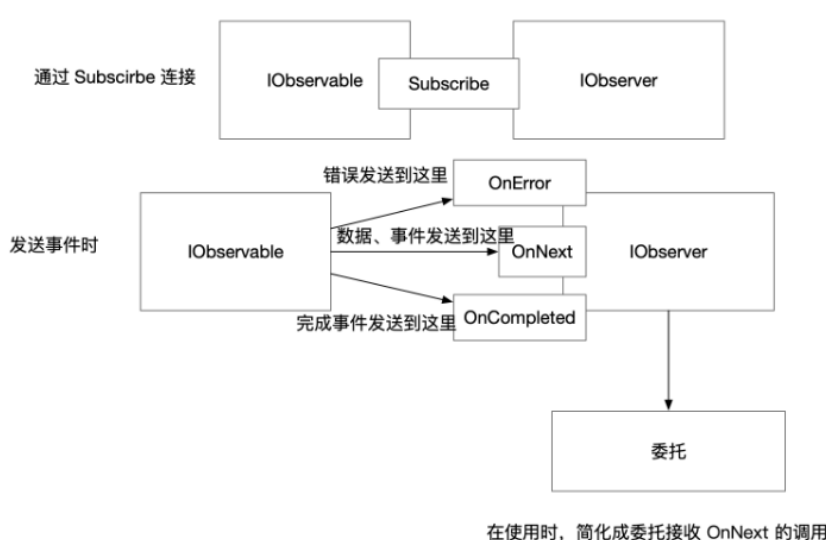 通过 Subscirbe 连接
IObservable
Subscribe
IObserver
错误发送到这里
OnError
发送事件时
IObservable
数据、事件发送到这里
OnNext
IObserver
完成事件发送到这里
OnCompleted
委托
在使用时，简化成委托接收 OnNext 的调用